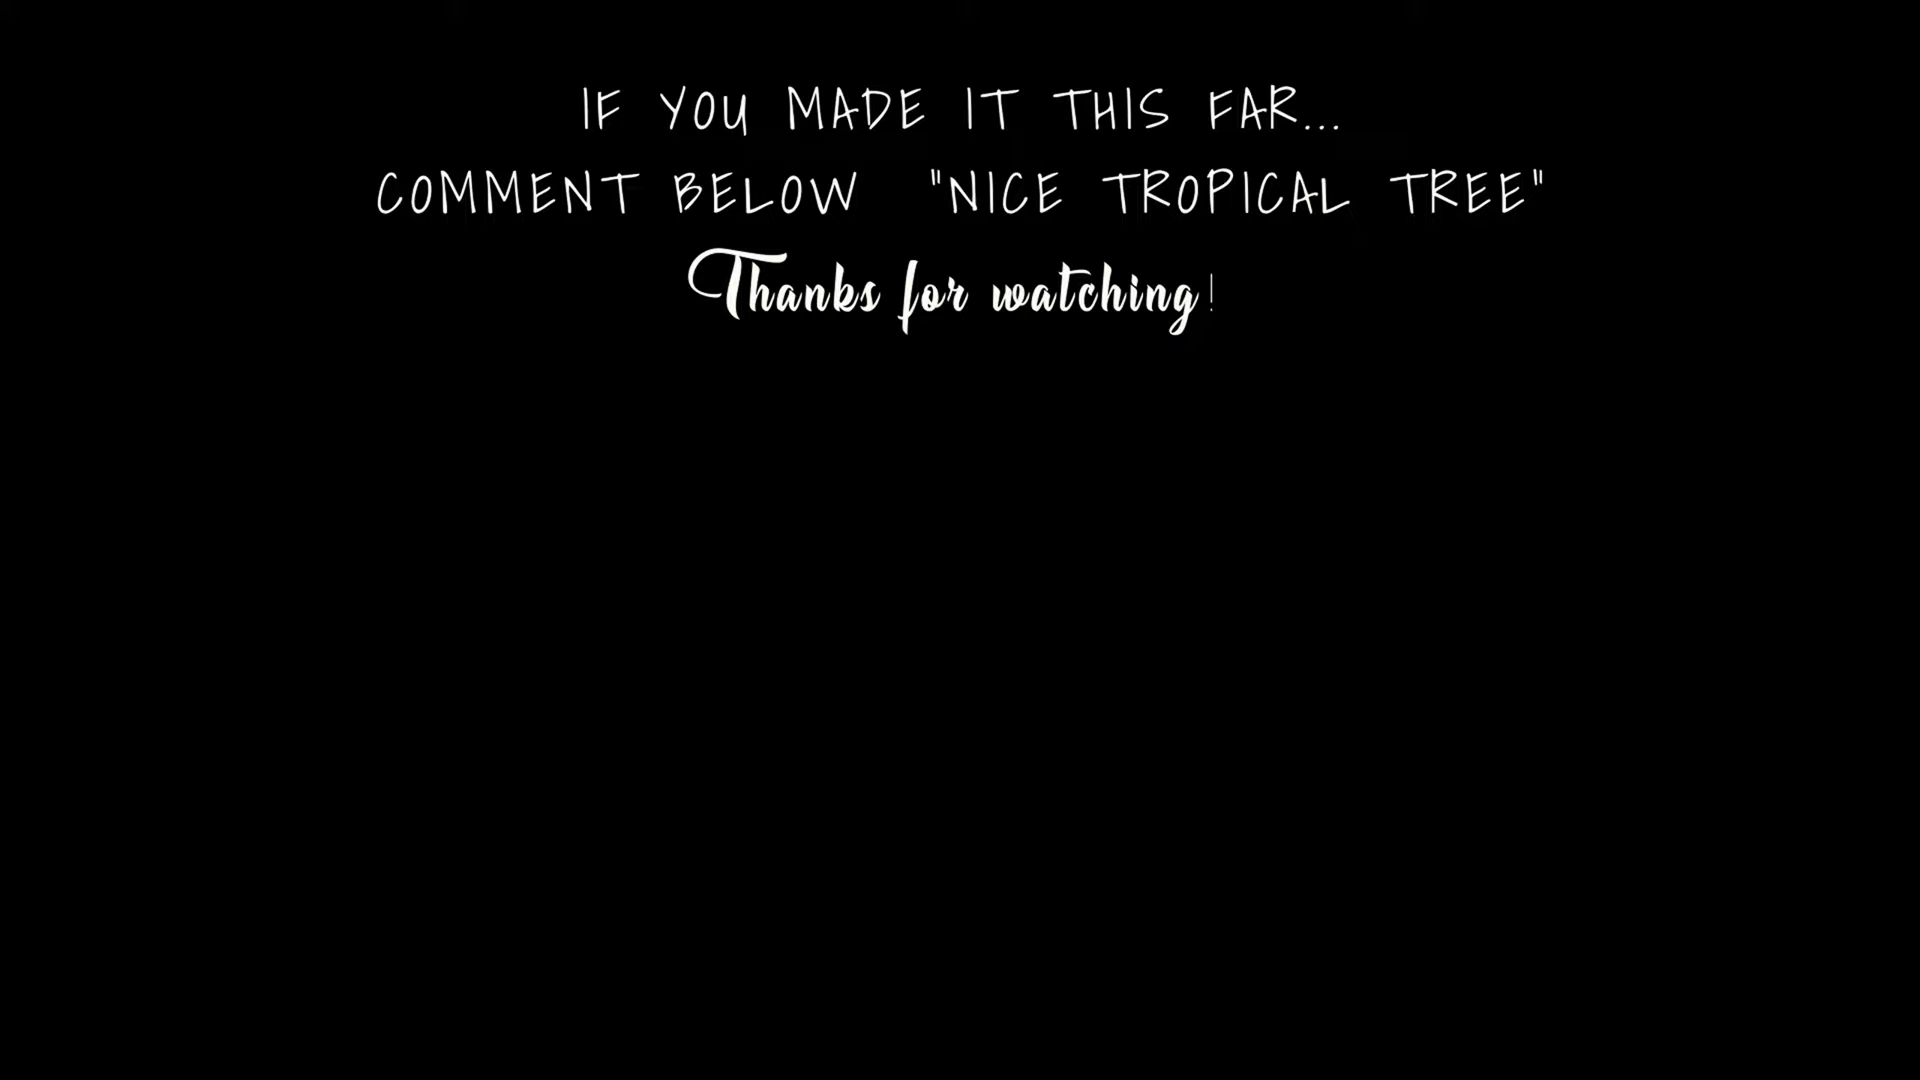 IF YOU MADE IT THIS FAR...
COMMENT BELOW "NICE TROPICAL TREE"
Thanks for watching!